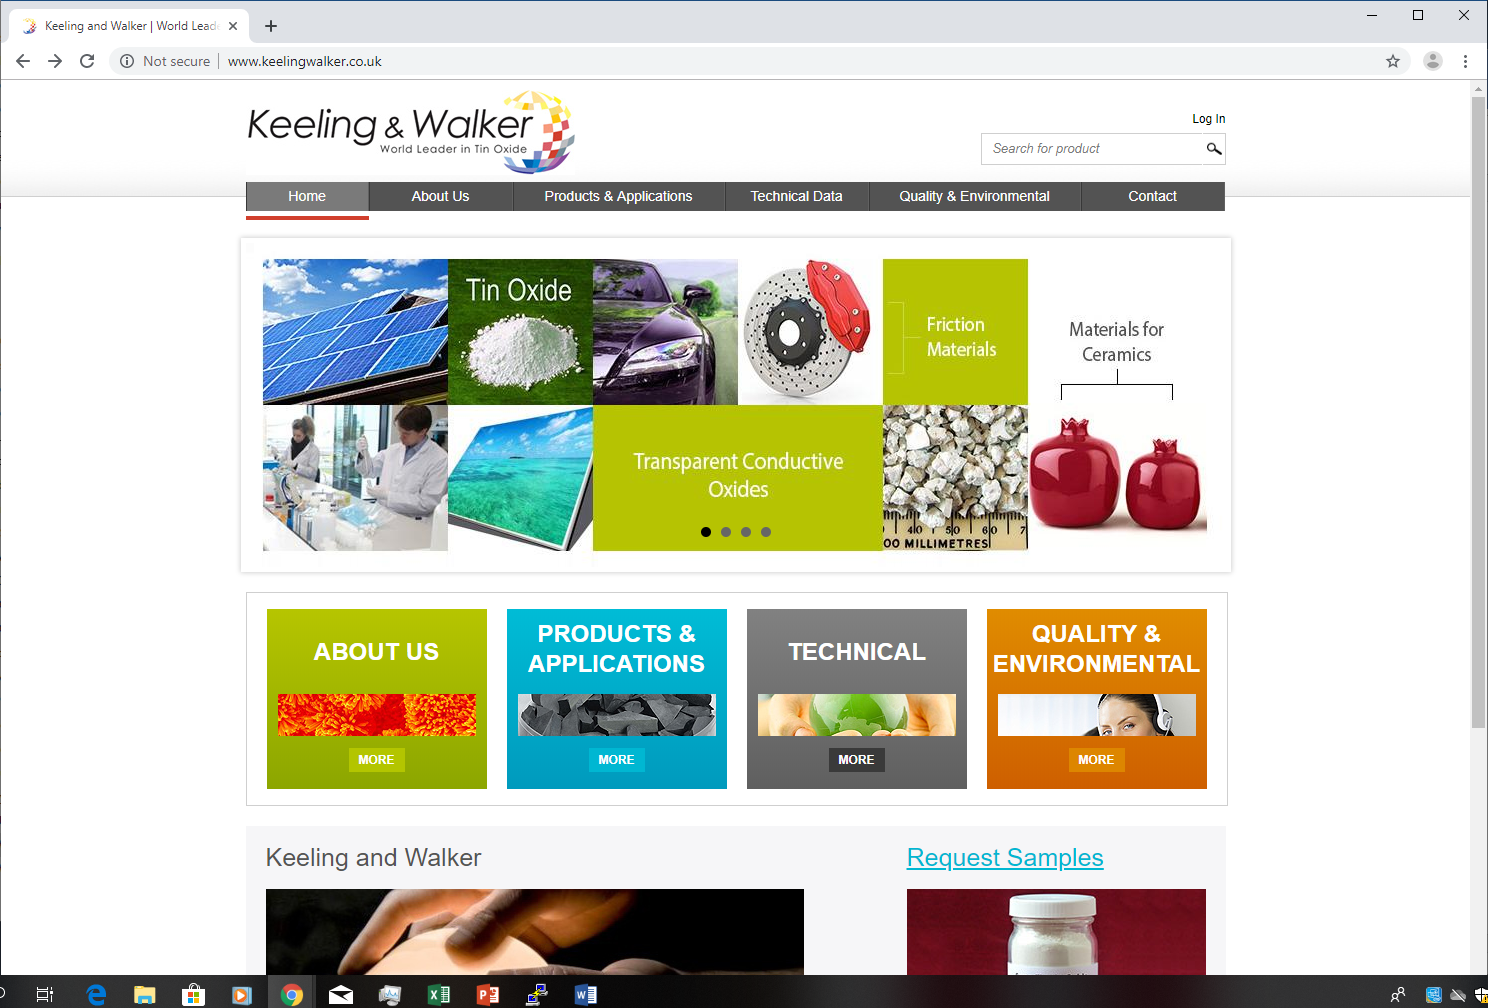 Keeling and Walker | World Lead
Not secure
www.keelingwalker.co.uk
Keeling & Walker
World Leader in Tin Oxide
Log In
Search for product
Home
About Us
Products & Applications
Technical Data
Quality & Environmental
Contact
Tin Oxide
Friction
Materials
Materials for
Ceramics
Transparent Conductive
Oxides
30 40 50 60 7
00 MILLIMETRES
ABOUT US
MORE
PRODUCTS &
APPLICATIONS
MORE
TECHNICAL
MORE
QUALITY &
ENVIRONMENTAL
MORE
Keeling and Walker
Request Samples